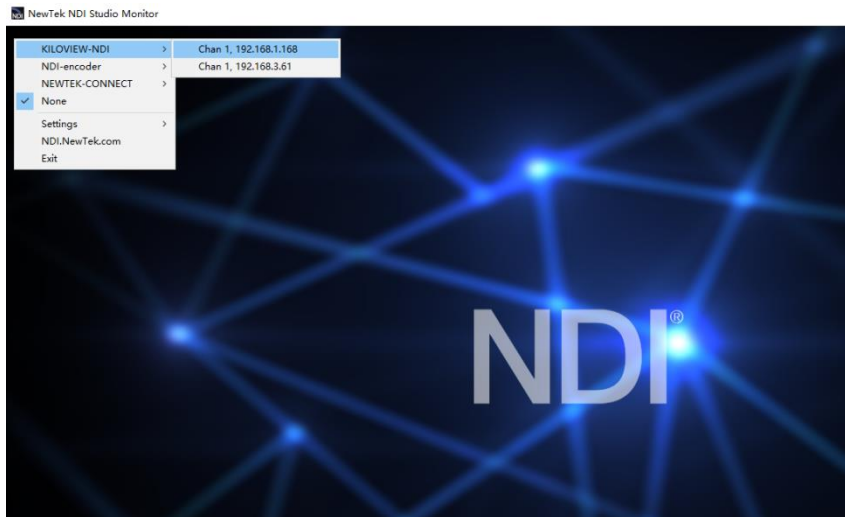 NewTek NDI Studio Monitor
KILOVIEW-NDI > Chan 1, 192.168.1.168
NDI-encoder > Chan 1, 192.168.3.61
NEWTEK-CONNECT >
None
Settings >
NDI.NewTek.com
Exit
NDI®